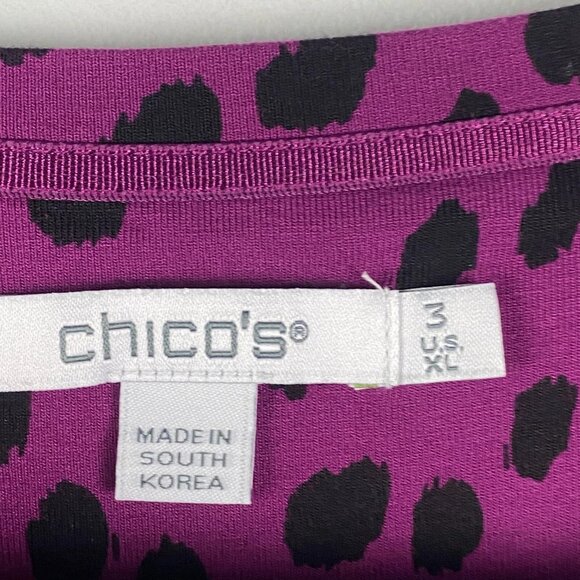 chico's®
3
U.S.
XL
MADE IN
SOUTH
KOREA